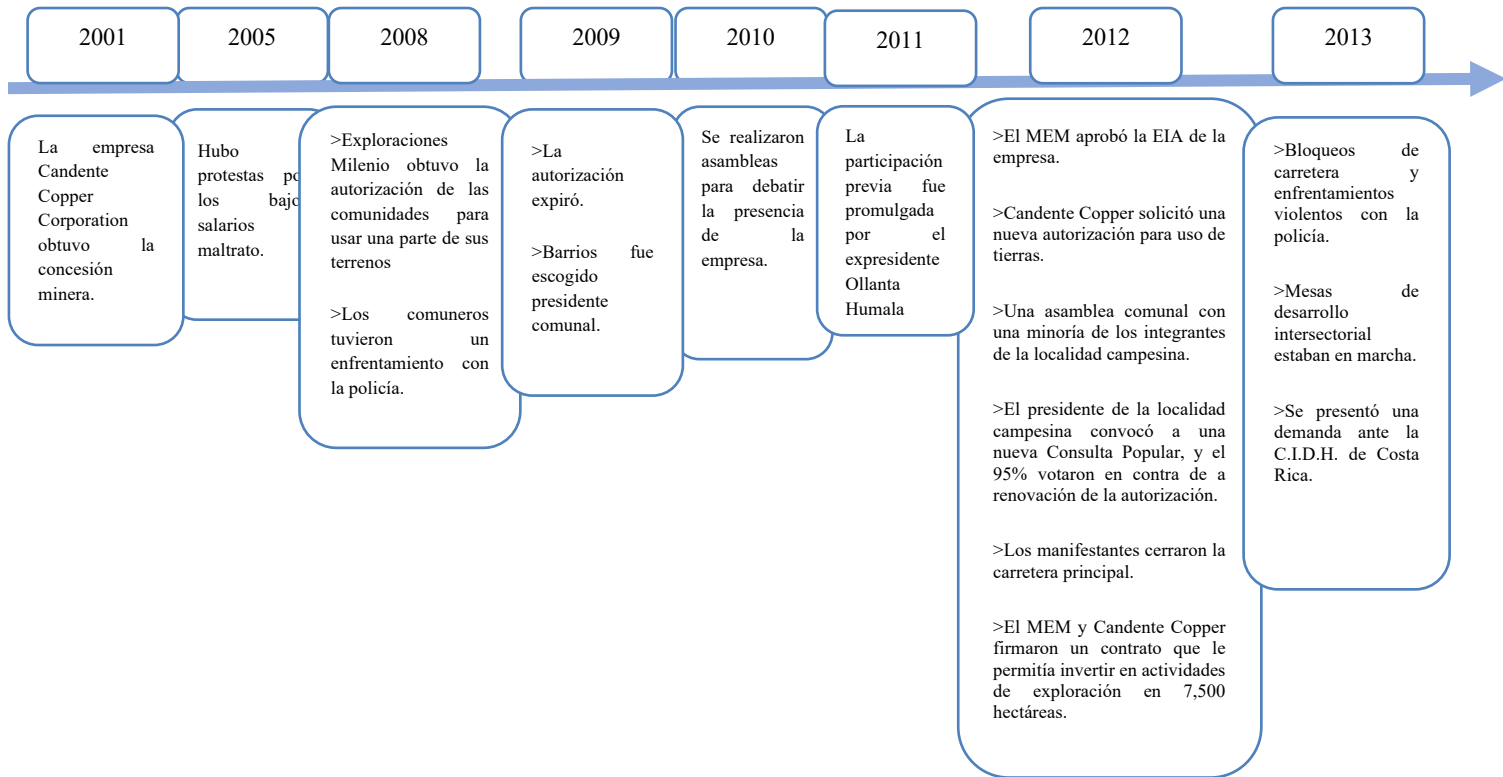 2001
2005
2008
2009
2010
2011
2012
2013
La empresa
Candente
Copper
Corporation
obtuvo la
concesión
minera.
Hubo
protestas po
los bajo
salarios
maltrato.
>Exploraciones
Milenio obtuvo la
autorización de las
comunidades para
usar una parte de sus
terrenos
>Los comuneros
tuvieron un
enfrentamiento con
la policía.
>La
autorización
expiró.
>Barrios fue
escogido
presidente
comunal.
Se realizaron
asambleas
para debatir
la presencia
de la
empresa.
La
participación
previa fue
promulgada
por el
expresidente
Ollanta
Humala
>El MEM aprobó la EIA de la
empresa.
>Candente Copper solicitó una
nueva autorización para uso de
tierras.
>Una asamblea comunal con
una minoría de los integrantes
de la localidad campesina.
>El presidente de la localidad
campesina convocó a una
nueva Consulta Popular, y el
95% votaron en contra de a
renovación de la autorización.
>Los manifestantes cerraron la
carretera principal.
>El MEM y Candente Copper
firmaron un contrato que le
permitía invertir en actividades
de exploración en 7,500
hectáreas.
>Bloqueos de
carretera y
enfrentamientos
violentos con la
policía.
>Mesas de
desarrollo
intersectorial
estaban en marcha.
>Se presentó una
demanda ante la
C.I.D.H. de Costa
Rica.